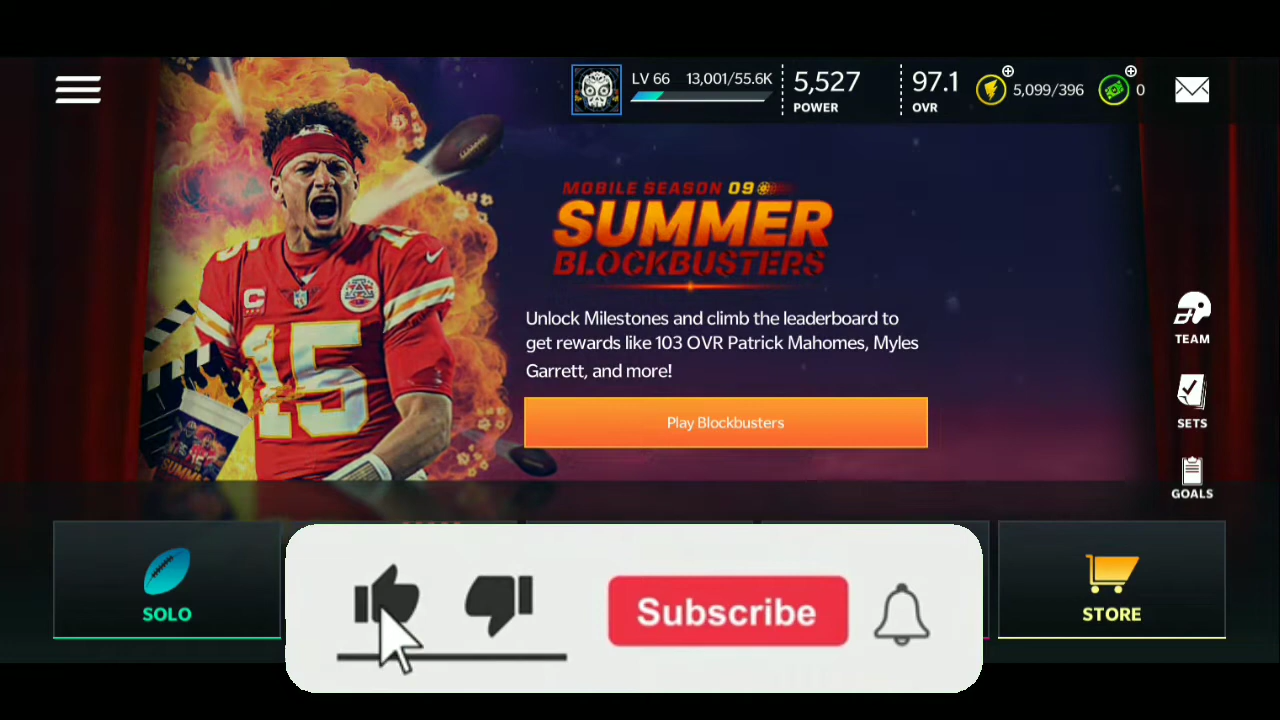 LV 66 13,001/55.6K
5,527
POWER
97.1
OVR
5,099/396
0
MOBILE SEASON 09
SUMMER
BLOCKBUSTERS
Unlock Milestones and climb the leaderboard to
get rewards like 103 OVR Patrick Mahomes, Myles
Garrett, and more!
Play Blockbusters
TEAM
SETS
GOALS
SOLO
STORE
Subscribe
15
C